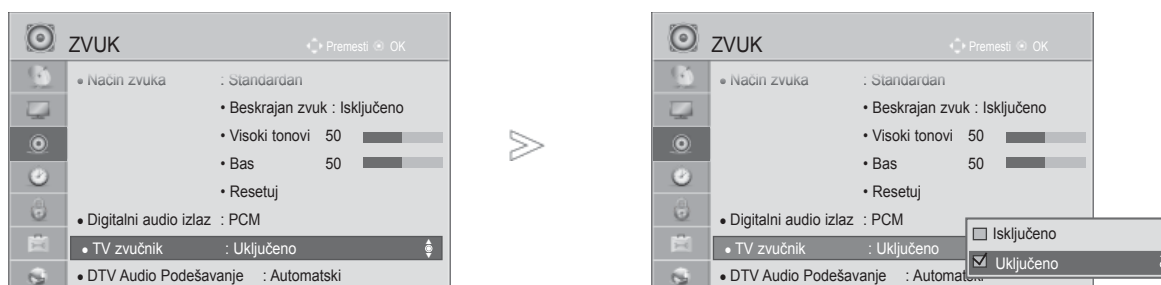 ZVUK
Premesti OK
• Način zvuka : Standardan
• Beskrajan zvuk : Isključeno
• Visoki tonovi 50
• Bas 50
• Resetuj
• Digitalni audio izlaz : PCM
• TV zvučnik : Uključeno
• DTV Audio Podešavanje : Automatski
ZVUK
Premesti OK
• Način zvuka : Standardan
• Beskrajan zvuk : Isključeno
• Visoki tonovi 50
• Bas 50
• Resetuj
• Digitalni audio izlaz : PCM
• TV zvučnik : Uključeno
• DTV Audio Podešavanje : Automatski
Isključeno
Uključeno